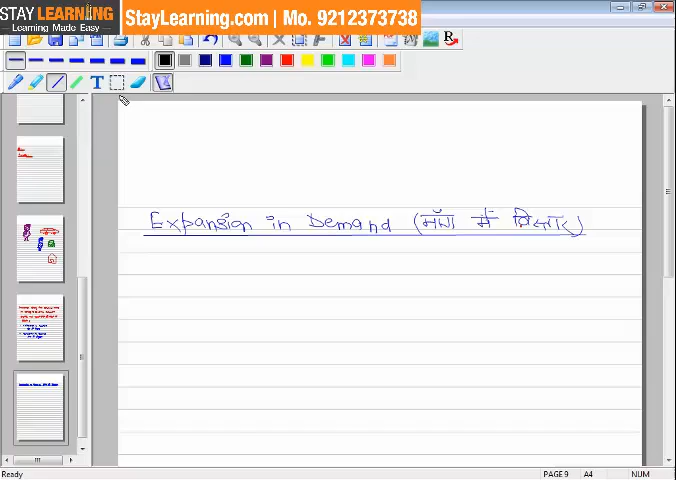 STAY LEARNING
Learning Made Easy
StayLearning.com | Mo. 9212373738
T
R
Expansion in Demand (माँग में विस्तार)
Ready
PAGE 9
A4
NUM